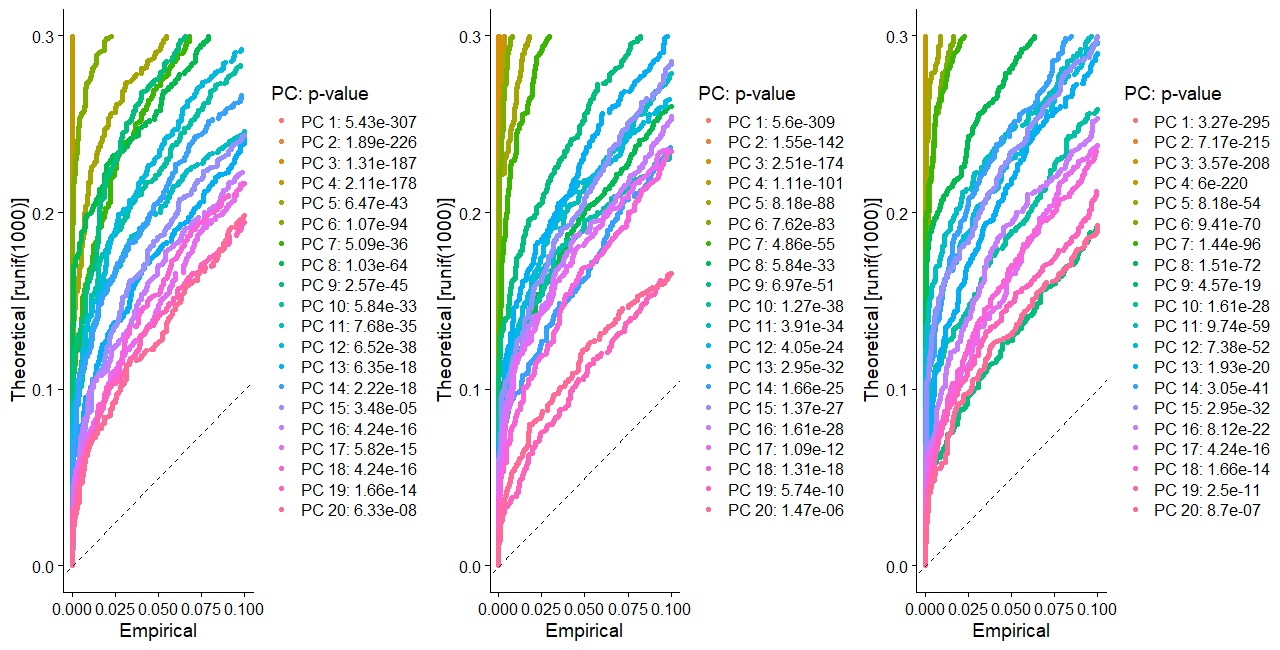 0.3
0.2
0.1
0.0
Theoretical [runif(1000)]
0.000 0.025 0.050 0.075 0.100
Empirical
PC: p-value
PC 1: 5.43e-307
PC 2: 1.89e-226
PC 3: 1.31e-187
PC 4: 2.11e-178
PC 5: 6.47e-43
PC 6: 1.07e-94
PC 7: 5.09e-36
PC 8: 1.03e-64
PC 9: 2.57e-45
PC 10: 5.84e-33
PC 11: 7.68e-35
PC 12: 6.52e-38
PC 13: 6.35e-18
PC 14: 2.22e-18
PC 15: 3.48e-05
PC 16: 4.24e-16
PC 17: 5.82e-15
PC 18: 4.24e-16
PC 19: 1.66e-14
PC 20: 6.33e-08
0.3
0.2
0.1
0.0
Theoretical [runif(1000)]
0.000 0.025 0.050 0.075 0.100
Empirical
PC: p-value
PC 1: 5.6e-309
PC 2: 1.55e-142
PC 3: 2.51e-174
PC 4: 1.11e-101
PC 5: 8.18e-88
PC 6: 7.62e-83
PC 7: 4.86e-55
PC 8: 5.84e-33
PC 9: 6.97e-51
PC 10: 1.27e-38
PC 11: 3.91e-34
PC 12: 4.05e-24
PC 13: 2.95e-32
PC 14: 1.66e-25
PC 15: 1.37e-27
PC 16: 1.61e-28
PC 17: 1.09e-12
PC 18: 1.31e-18
PC 19: 5.74e-10
PC 20: 1.47e-06
0.3
0.2
0.1
0.0
Theoretical [runif(1000)]
0.000 0.025 0.050 0.075 0.100
Empirical
PC: p-value
PC 1: 3.27e-295
PC 2: 7.17e-215
PC 3: 3.57e-208
PC 4: 6e-220
PC 5: 8.18e-54
PC 6: 9.41e-70
PC 7: 1.44e-96
PC 8: 1.51e-72
PC 9: 4.57e-19
PC 10: 1.61e-28
PC 11: 9.74e-59
PC 12: 7.38e-52
PC 13: 1.93e-20
PC 14: 3.05e-41
PC 15: 2.95e-32
PC 16: 8.12e-22
PC 17: 4.24e-16
PC 18: 1.66e-14
PC 19: 2.5e-11
PC 20: 8.7e-07